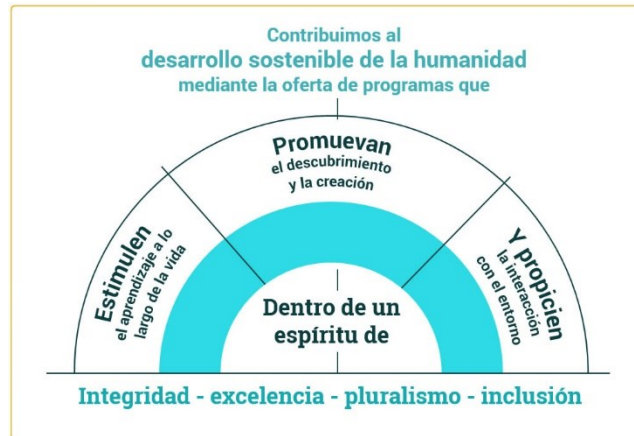 Contribuimos al
desarrollo sostenible de la humanidad
mediante la oferta de programas que
Estimulen
el aprendizaje a lo
largo de la vida
Promuevan
el descubrimiento
y la creación
Y propicien
la interacción
con el entorno
Dentro de un
espíritu de
Integridad - excelencia - pluralismo - inclusión